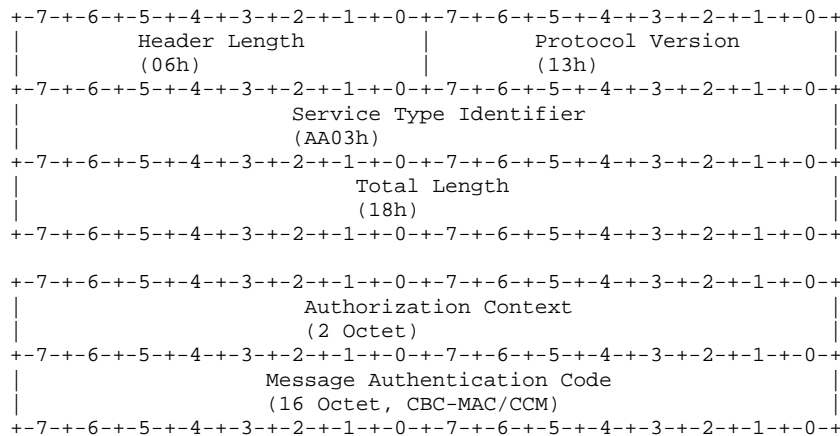 +-7-+-6-+-5-+-4-+-3-+-2-+-1-+-0-+-7-+-6-+-5-+-4-+-3-+-2-+-1-+-0-+
| Header Length | Protocol Version |
| (06h) | (13h) |
+-7-+-6-+-5-+-4-+-3-+-2-+-1-+-0-+-7-+-6-+-5-+-4-+-3-+-2-+-1-+-0-+
| Service Type Identifier |
| (AA03h) |
+-7-+-6-+-5-+-4-+-3-+-2-+-1-+-0-+-7-+-6-+-5-+-4-+-3-+-2-+-1-+-0-+
| Total Length |
| (18h) |
+-7-+-6-+-5-+-4-+-3-+-2-+-1-+-0-+-7-+-6-+-5-+-4-+-3-+-2-+-1-+-0-+
+-7-+-6-+-5-+-4-+-3-+-2-+-1-+-0-+-7-+-6-+-5-+-4-+-3-+-2-+-1-+-0-+
| Authorization Context |
| (2 Octet) |
+-7-+-6-+-5-+-4-+-3-+-2-+-1-+-0-+-7-+-6-+-5-+-4-+-3-+-2-+-1-+-0-+
| Message Authentication Code |
| (16 Octet, CBC-MAC/CCM) |
+-7-+-6-+-5-+-4-+-3-+-2-+-1-+-0-+-7-+-6-+-5-+-4-+-3-+-2-+-1-+-0-+